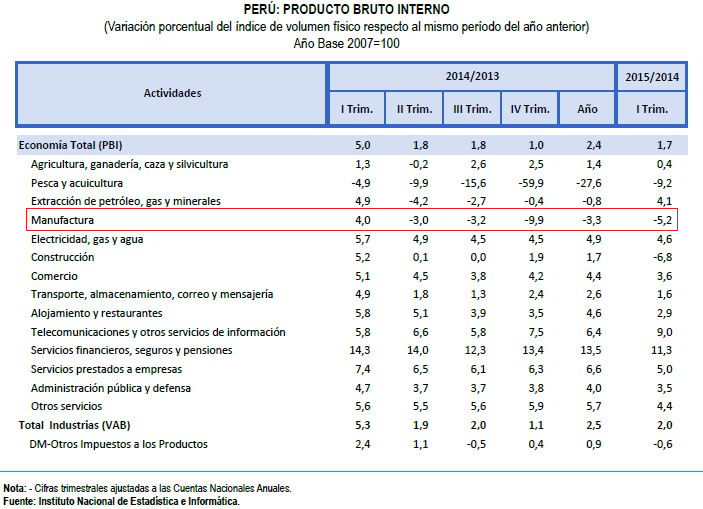 PERÚ: PRODUCTO BRUTO INTERNO
(Variación porcentual del índice de volumen físico respecto al mismo período del año anterior)
Año Base 2007=100
Actividades 2014/2013 2015/2014
I Trim. II Trim. III Trim. IV Trim. Año I Trim.
Economía Total (PBI) 5,0 1,8 1,8 1,0 2,4 1,7
Agricultura, ganadería, caza y silvicultura 1,3 -0,2 2,6 2,5 1,4 0,4
Pesca y acuicultura -4,9 -9,9 -15,6 -59,9 -27,6 -9,2
Extracción de petróleo, gas y minerales 4,9 -4,2 -2,7 -0,4 -0,8 4,1
Manufactura 4,0 -3,0 -3,2 -9,9 -3,3 -5,2
Electricidad, gas y agua 5,7 4,9 4,5 4,5 4,9 4,6
Construcción 5,2 0,1 0,0 1,9 1,7 -6,8
Comercio 5,1 4,5 3,8 4,2 4,4 3,6
Transporte, almacenamiento, correo y mensajería 4,9 1,8 1,3 2,4 2,6 1,6
Alojamiento y restaurantes 5,8 5,1 3,9 3,5 4,6 2,9
Telecomunicaciones y otros servicios de información 5,8 6,6 5,8 7,5 6,4 9,0
Servicios financieros, seguros y pensiones 14,3 14,0 12,3 13,4 13,5 11,3
Servicios prestados a empresas 7,4 6,5 6,1 6,3 6,6 5,0
Administración pública y defensa 4,7 3,7 3,7 3,8 4,0 3,5
Otros servicios 5,6 5,5 5,6 5,9 5,7 4,4
Total Industrias (VAB) 5,3 1,9 2,0 1,1 2,5 2,0
DM-Otros Impuestos a los Productos 2,4 1,1 -0,5 0,4 0,9 -0,6
Nota: - Cifras trimestrales ajustadas a las Cuentas Nacionales Anuales.
Fuente: Instituto Nacional de Estadística e Informática.